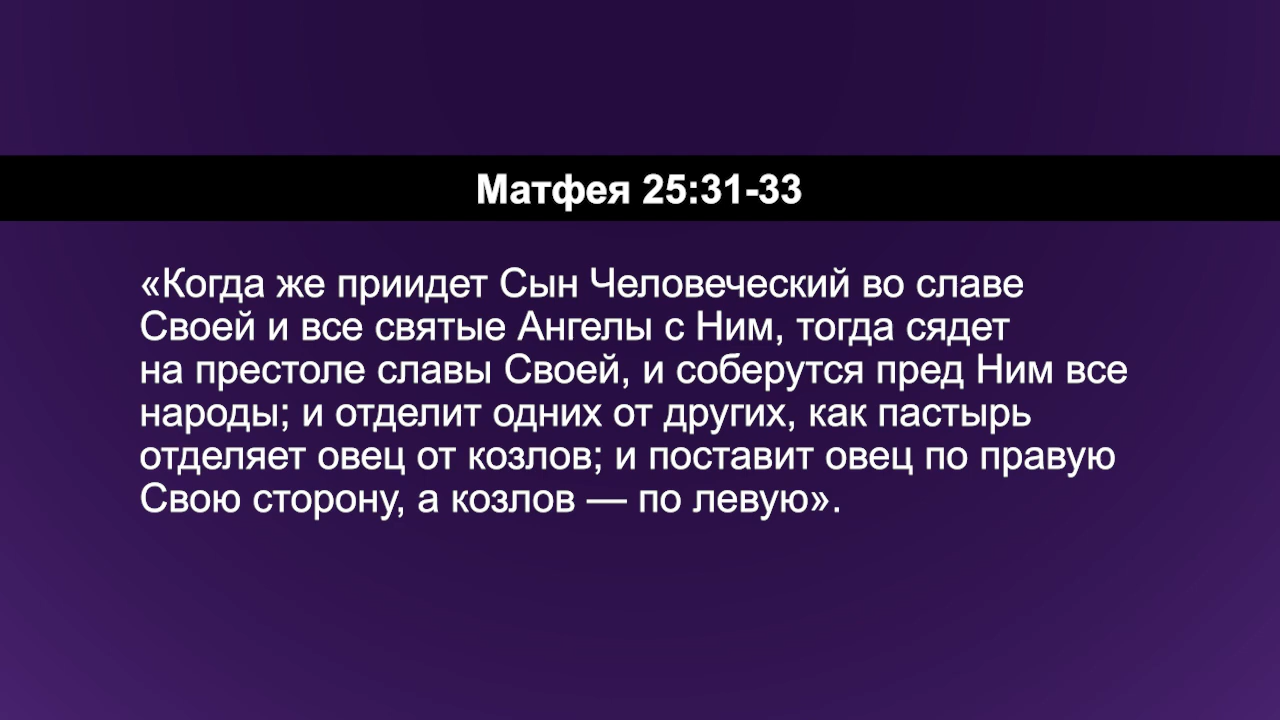 Матфея 25:31-33
«Когда же приидет Сын Человеческий во славе
Своей и все святые Ангелы с Ним, тогда сядет
на престоле славы Своей, и соберутся пред Ним все
народы; и отделит одних от других, как пастырь
отделяет овец от козлов; и поставит овец по правую
Свою сторону, а козлов — по левую».